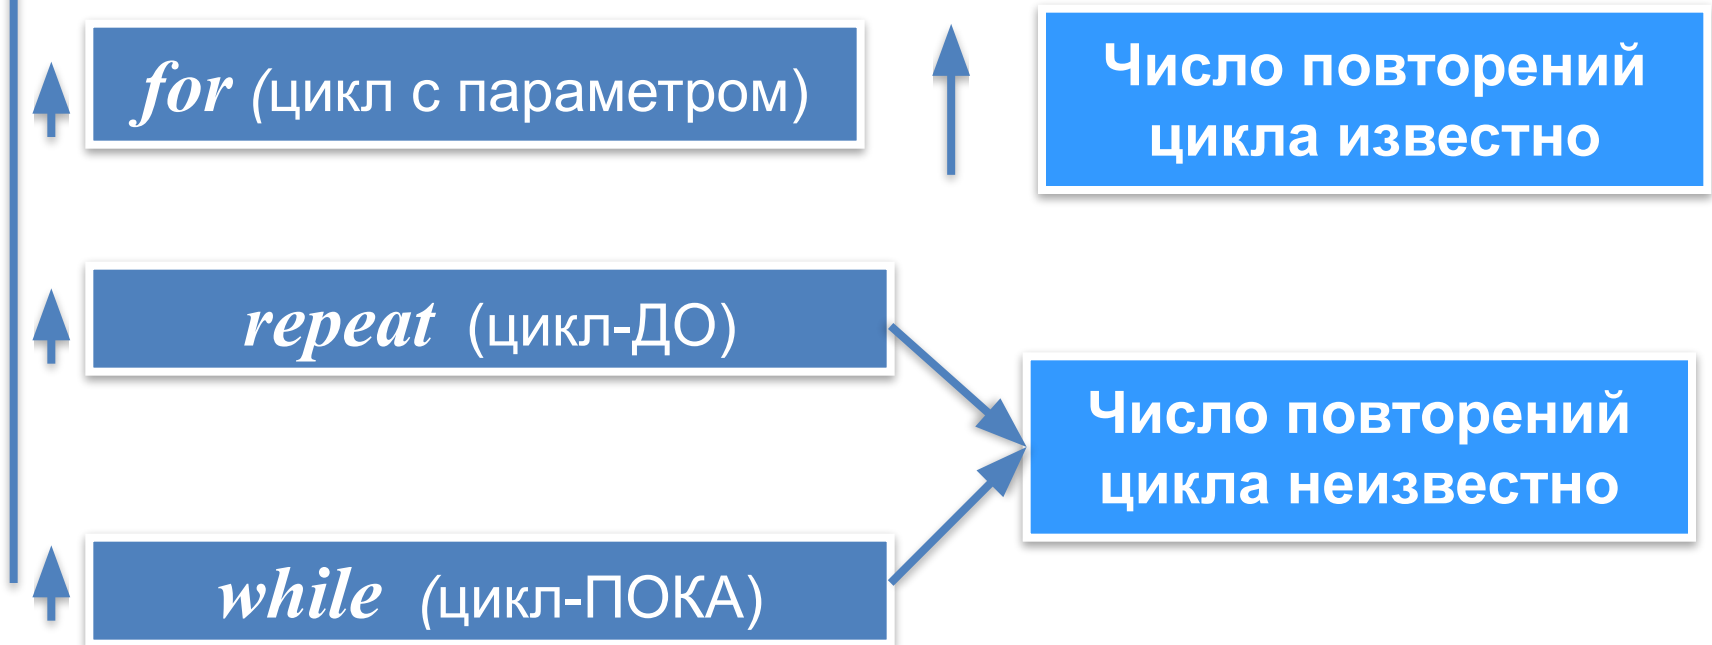 for (цикл с параметром)
Число повторений
цикла известно
repeat (цикл-ДО)
Число повторений
цикла неизвестно
while (цикл-ПОКА)